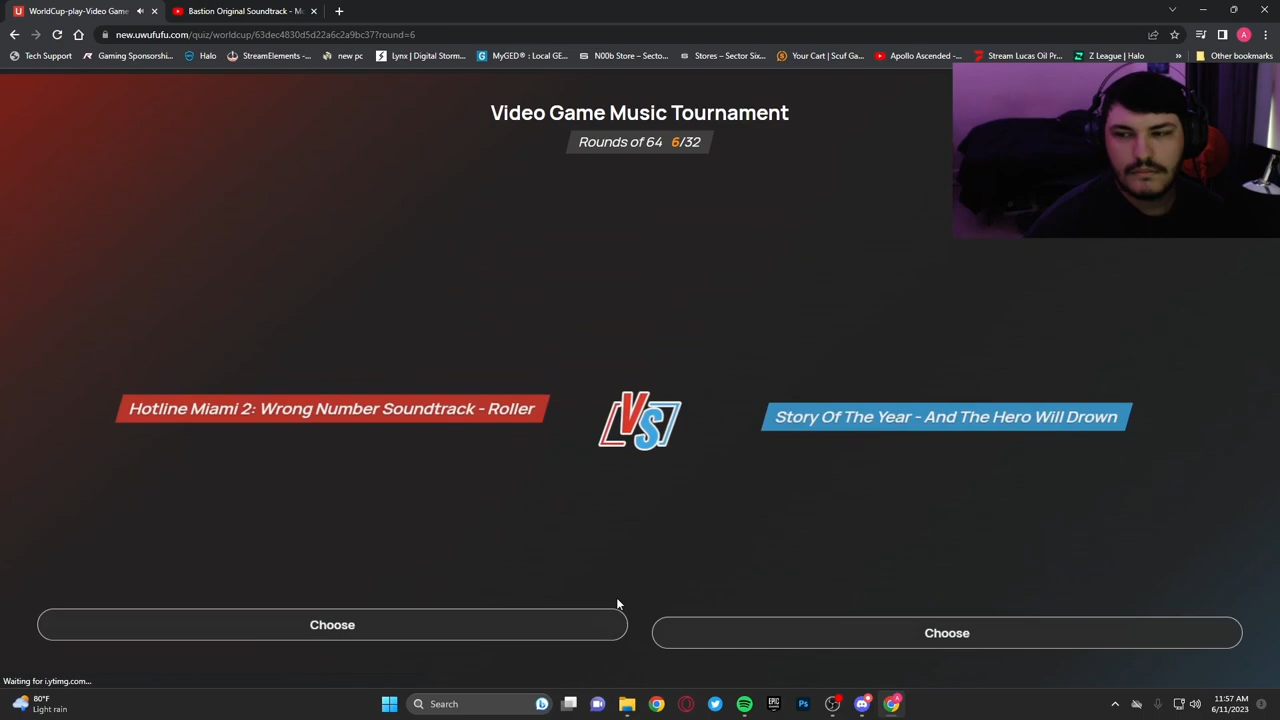 WorldCup-play-Video Game
Bastion Original Soundtrack - Mo
new.uwufufu.com/quiz/worldcup/63dec4830d5d22a6c2a9bc37?round=6
Tech Support
Gaming Sponsorshi...
Halo
StreamElements -...
new pc
Lynx | Digital Storm...
MyGED® : Local GE...
N00b Store – Secto...
Stores – Sector Six...
Your Cart | Scuf Ga...
Apollo Ascended -...
Stream Lucas Oil Pr...
Z League | Halo
Other bookmarks
Video Game Music Tournament
Rounds of 64 6/32
Hotline Miami 2: Wrong Number Soundtrack - Roller
VS
Story Of The Year - And The Hero Will Drown
Choose
Choose
Waiting for i.ytimg.com...
80°F
Light rain
Search
EPIC
Ps
11:57 AM
6/11/2023